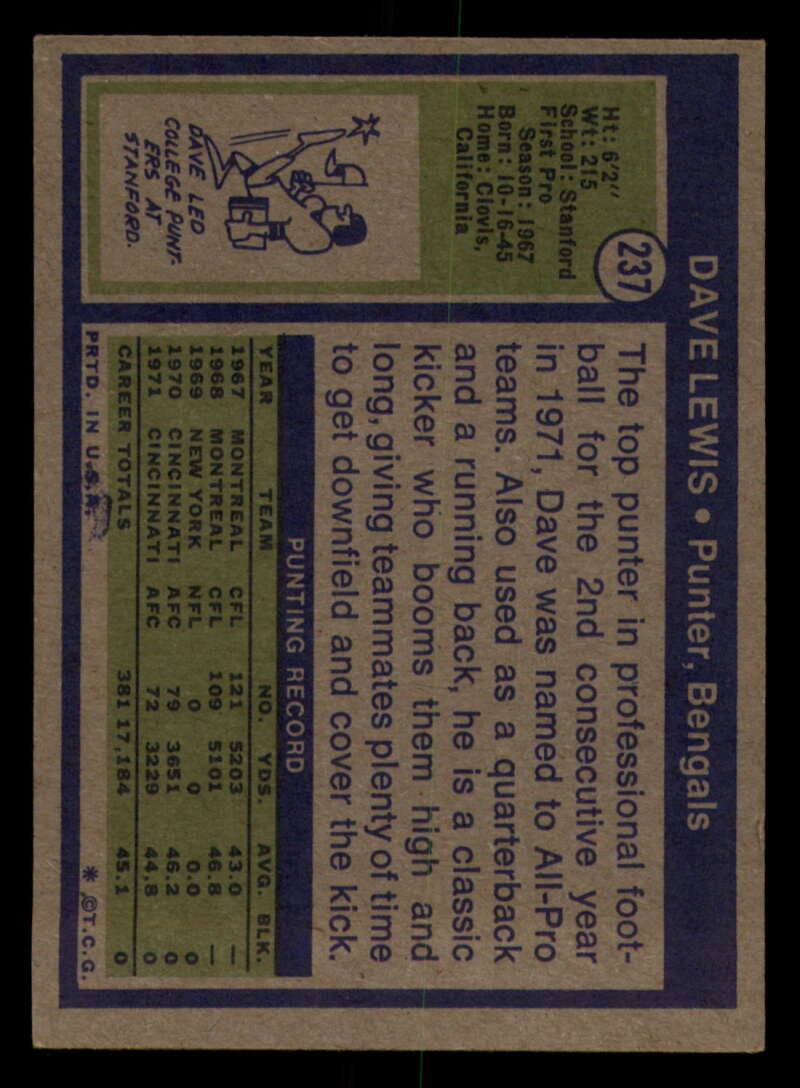 DAVE LEWIS • Punter, Bengals
237
Ht: 6'2"
Wt: 215
School: Stanford
First Pro
Season: 1967
Born: 10-16-45
Home: Clovis,
California
DAVE LED
COLLEGE PUNT-
ERS AT
STANFORD.
The top punter in professional foot-
ball for the 2nd consecutive year
in 1971, Dave was named to All-Pro
teams. Also used as a quarterback
and a running back, he is a classic
kicker who booms them high and
long, giving teammates plenty of time
to get downfield and cover the kick.
PUNTING RECORD
YEAR TEAM NO. YDS. AVG. BLK.
1967 MONTREAL CFL 121 5203 43.0 —
1968 MONTREAL CFL 109 5101 46.8 —
1969 NEW YORK NFL 0 0 0.0 0
1970 CINCINNATI AFC 79 3651 46.2 0
1971 CINCINNATI AFC 72 3229 44.8 0
CAREER TOTALS 381 17,184 45.1 0
PRTD. IN U.S.A. * ©T.C.G.